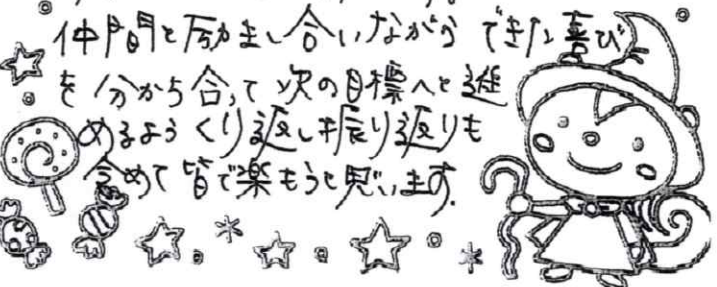 仲間と励まし合いながら できた喜び
を分かち合って次の目標へと進
めるよう くり返し振り返りも
含めて皆で楽もうと思います。